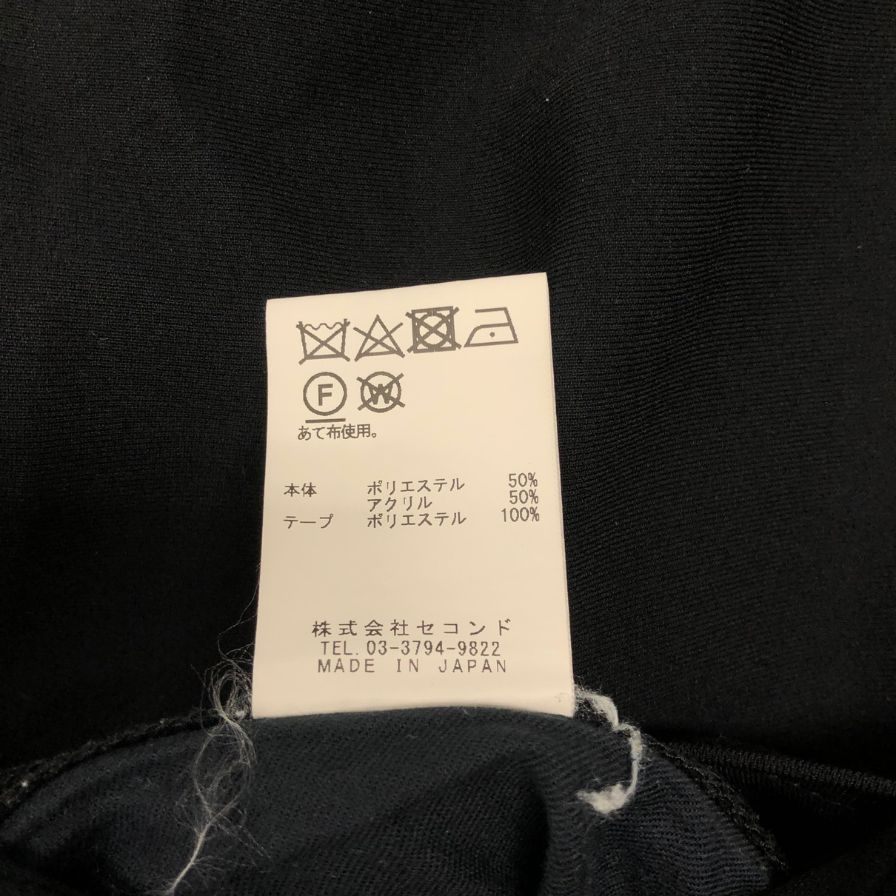 F W
あて布使用。
本体 ポリエステル 50%
アクリル 50%
テープ ポリエステル 100%
株式会社セコンド
TEL. 03-3794-9822
MADE IN JAPAN